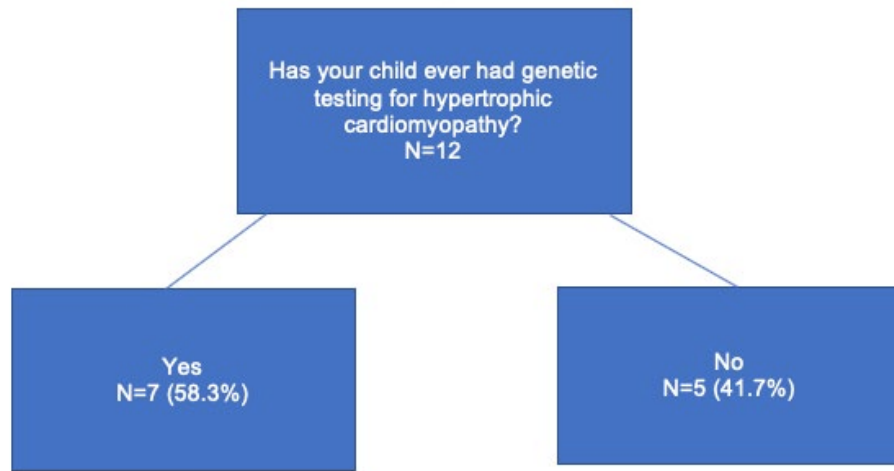 Has your child ever had genetic
testing for hypertrophic
cardiomyopathy?
N=12
Yes
N=7 (58.3%)
No
N=5 (41.7%)